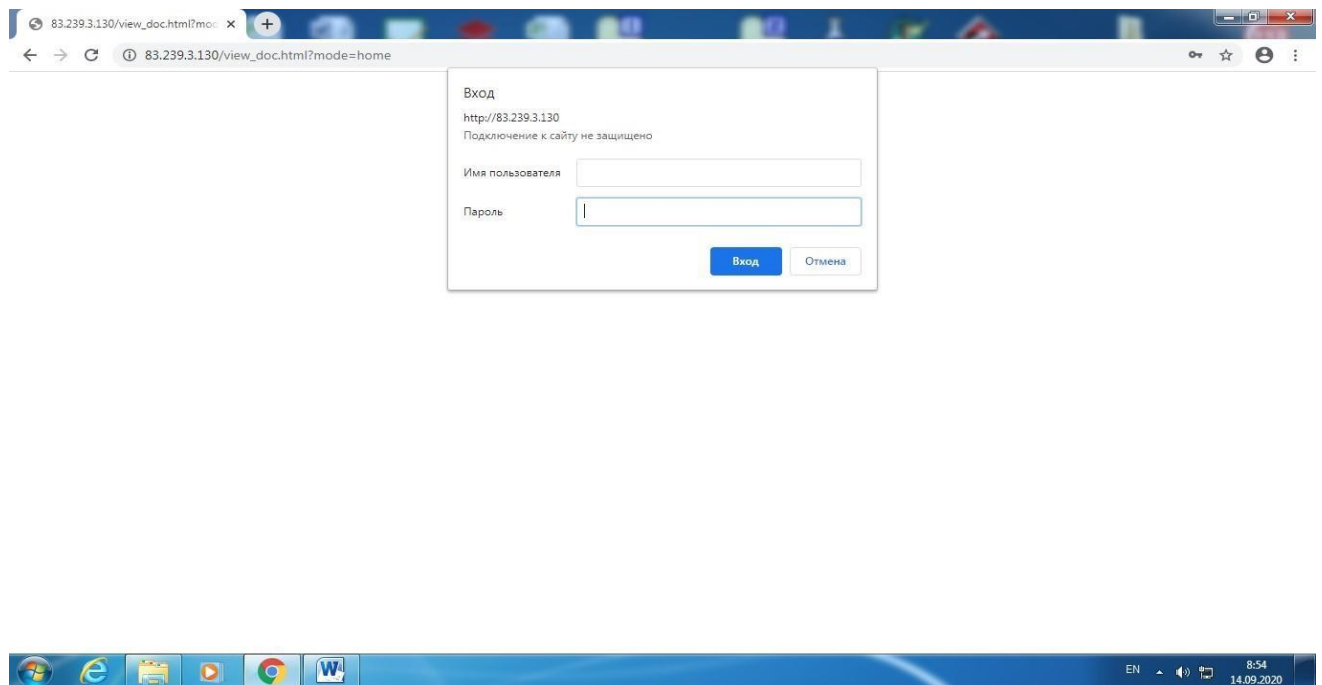 83.239.3.130/view_doc.html?moc
83.239.3.130/view_doc.html?mode=home
Вход
http://83.239.3.130
Подключение к сайту не защищено
Имя пользователя
Пароль
Вход Отмена
EN 8:54
14.09.2020